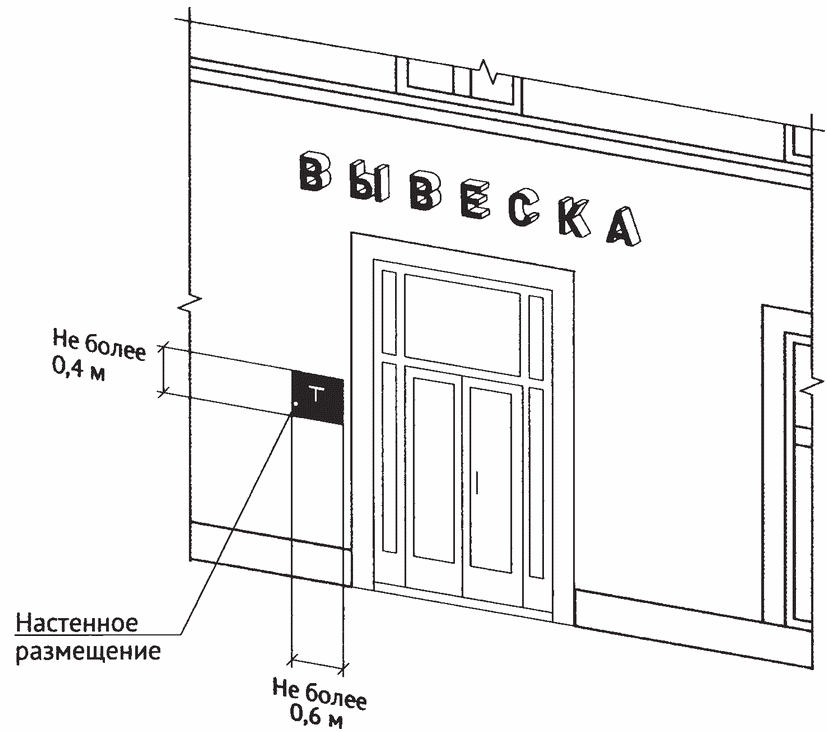 ВЫВЕСКА
Не более
0,4 м
Т
Настенное
размещение
Не более
0,6 м